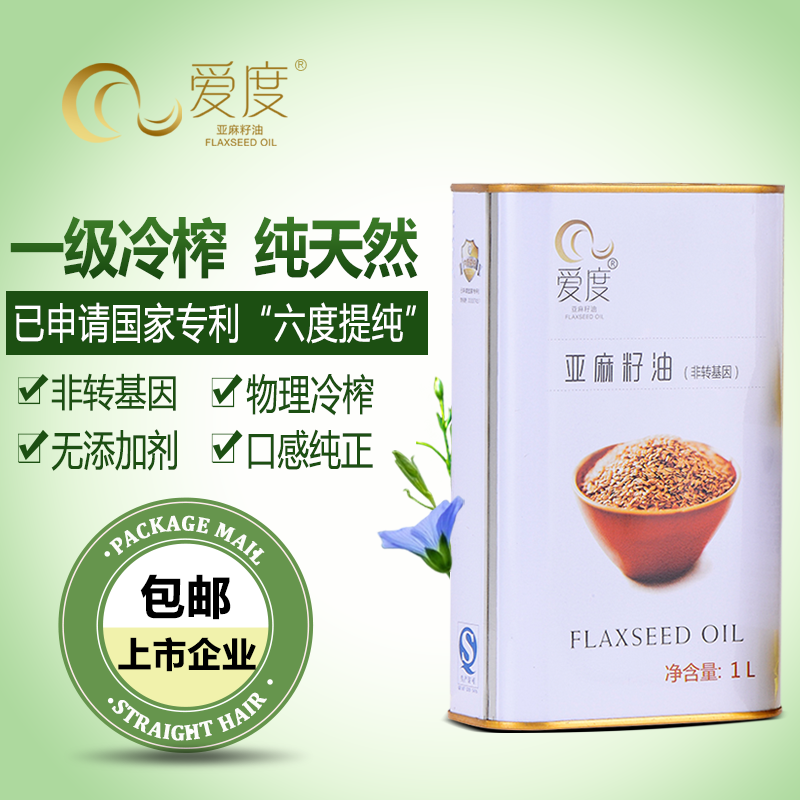 爱度®
亚麻籽油
FLAXSEED OIL
一级冷榨 纯天然
已申请国家专利“六度提纯”
非转基因
物理冷榨
无添加剂
口感纯正
PACKAGE MAIL
包邮
上市企业
STRAIGHT HAIR
爱度®
亚麻籽油
FLAXSEED OIL
亚麻籽油(非转基因)
FLAXSEED OIL
净含量: 1L